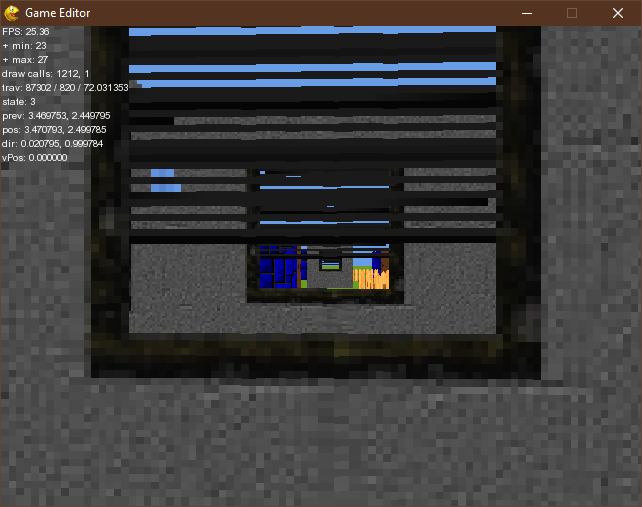 Game Editor
FPS: 25.36
+ min: 23
+ max: 27
draw calls: 1212, 1
trav: 87302 / 820 / 72.031353
state: 3
prev: 3.469753, 2.449795
pos: 3.470793, 2.499785
dir: 0.020795, 0.999784
vPos: 0.000000